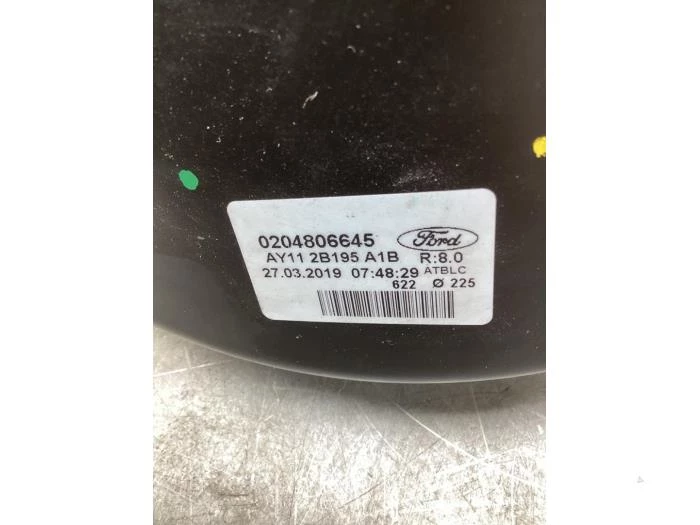 0204806645 Ford
AY11 2B195 A1B R:8.0
27.03.2019 07:48:29 ATBLC
622 Ø 225